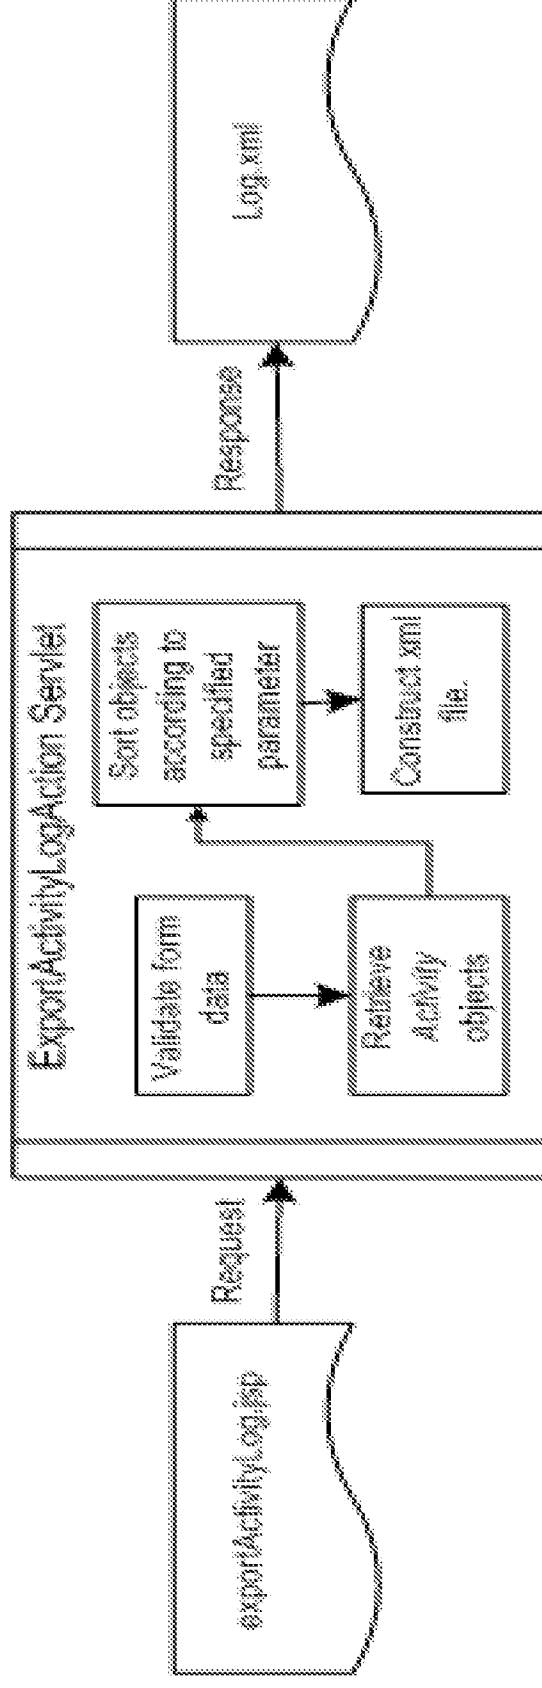 exportActivityLog.jsp
Request
ExportActivityLogAction Servlet
Validate form
data
Retrieve
Activity
objects
Sort objects
according to
specified
parameter
Construct xml
file.
Response
Log.xml